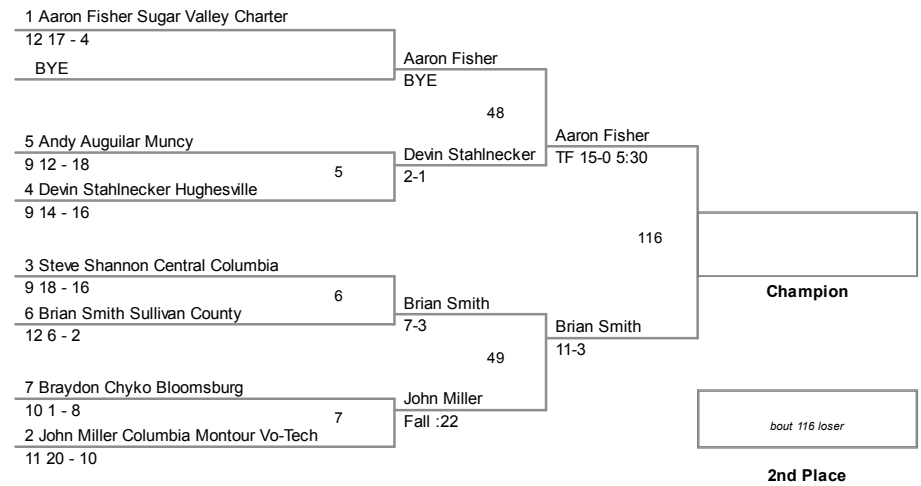 1 Aaron Fisher Sugar Valley Charter
12 17 - 4
BYE
Aaron Fisher
BYE
48
5 Andy Auguilar Muncy
9 12 - 18
5
4 Devin Stahlnecker Hughesville
9 14 - 16
Devin Stahlnecker
2-1
Aaron Fisher
TF 15-0 5:30
116
3 Steve Shannon Central Columbia
9 18 - 16
6
6 Brian Smith Sullivan County
12 6 - 2
Brian Smith
7-3
49
Brian Smith
11-3
7 Braydon Chyko Bloomsburg
10 1 - 8
7
2 John Miller Columbia Montour Vo-Tech
11 20 - 10
John Miller
Fall :22
Champion
bout 116 loser
2nd Place